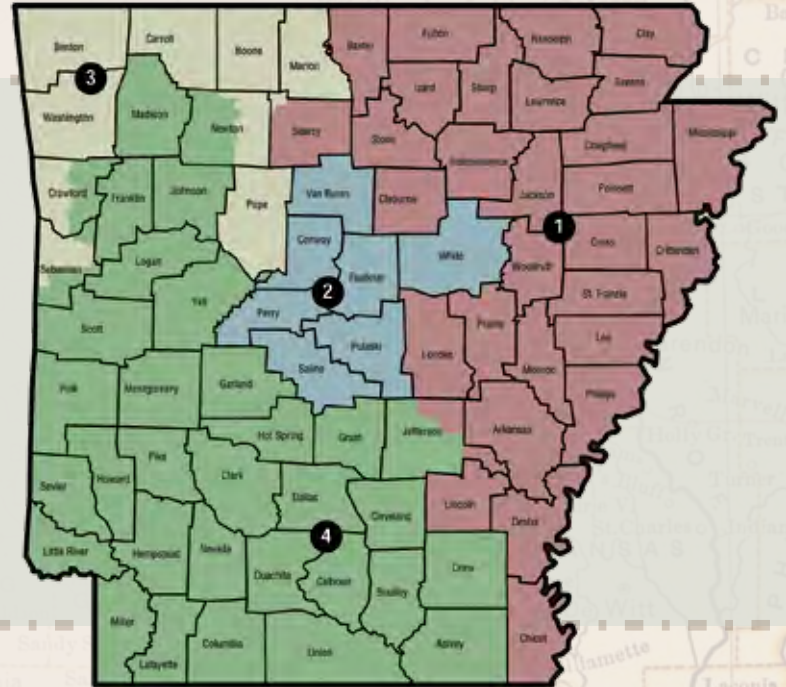 Benton
Carroll
Boone
Marion
Baxter
Fulton
Randolph
Clay
3
Washington
Madison
Newton
Searcy
Izard
Sharp
Lawrence
Greene
Stone
Independence
Craighead
Mississippi
Crawford
Franklin
Johnson
Pope
Van Buren
Cleburne
Jackson
Poinsett
Sebastian
Logan
Conway
Faulkner
White
Woodruff
1
Cross
Crittenden
Scott
Yell
Perry
2
Pulaski
Saline
Lonoke
Prairie
Monroe
St. Francis
Lee
Phillips
Polk
Montgomery
Garland
Hot Spring
Grant
Jefferson
Arkansas
Sevier
Howard
Pike
Clark
Dallas
Cleveland
Lincoln
Desha
Little River
Hempstead
Nevada
Ouachita
4
Calhoun
Bradley
Drew
Miller
Lafayette
Columbia
Union
Ashley
Chicot
St. Charles
Lamette